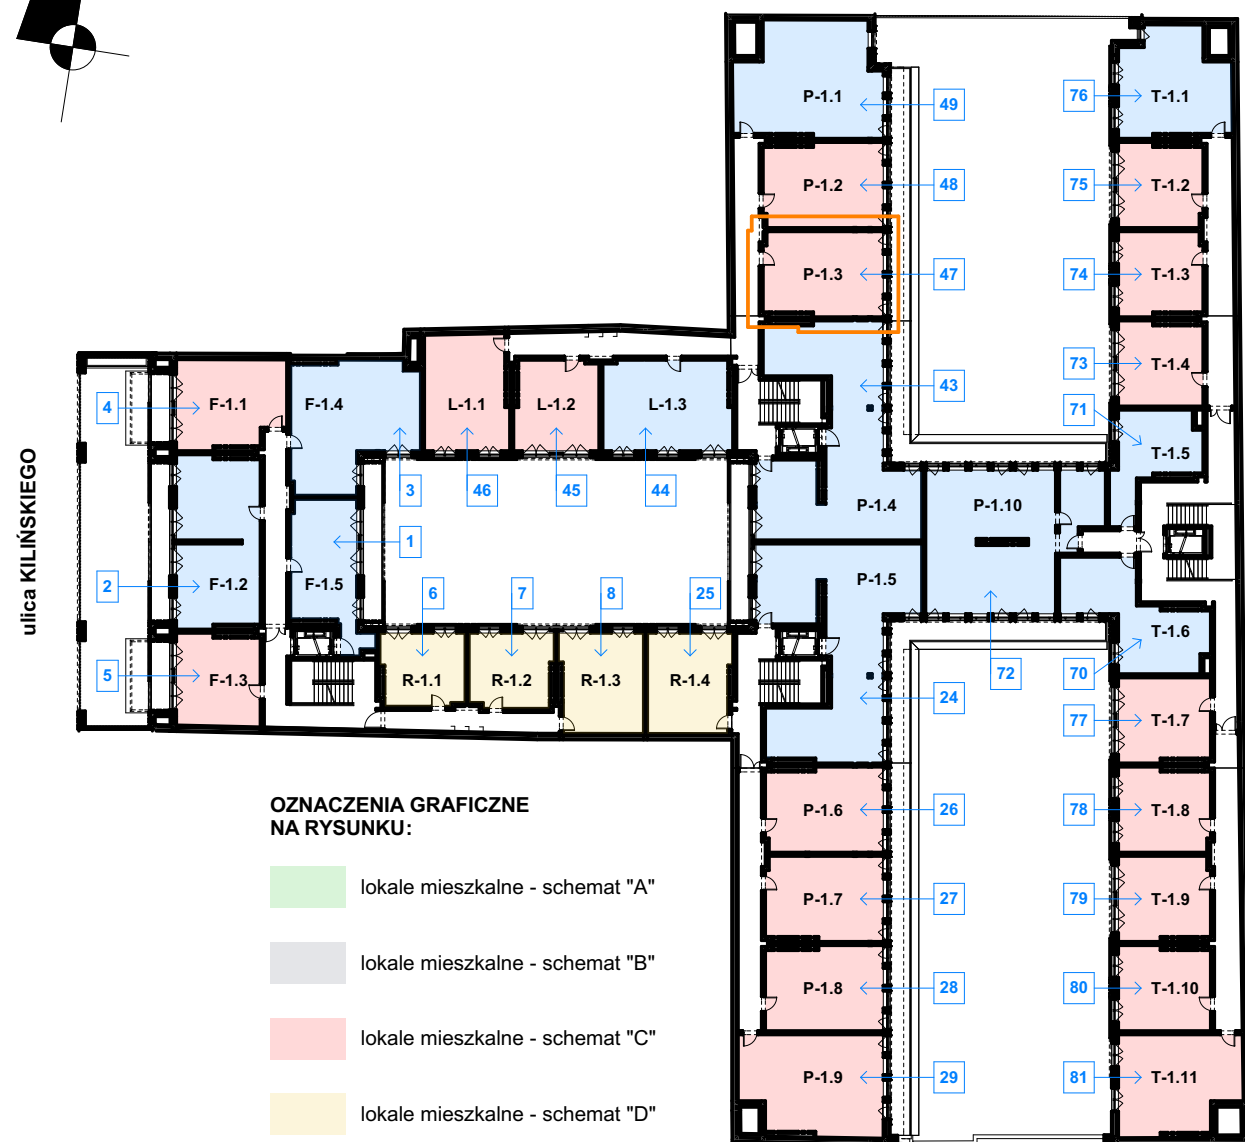 P-1.1
49
76
T-1.1
P-1.2
48
75
T-1.2
P-1.3
47
74
T-1.3
73
T-1.4
43
71
T-1.5
4
F-1.1
F-1.4
L-1.1
L-1.2
L-1.3
3
46
45
44
P-1.4
P-1.10
ulica KILIŃSKIEGO
1
2
F-1.2
F-1.5
P-1.5
6
7
8
25
T-1.6
5
F-1.3
R-1.1
R-1.2
R-1.3
R-1.4
72
70
24
77
T-1.7
P-1.6
26
78
T-1.8
P-1.7
27
79
T-1.9
P-1.8
28
80
T-1.10
P-1.9
29
81
T-1.11
OZNACZENIA GRAFICZNE
NA RYSUNKU:
lokale mieszkalne - schemat "A"
lokale mieszkalne - schemat "B"
lokale mieszkalne - schemat "C"
lokale mieszkalne - schemat "D"